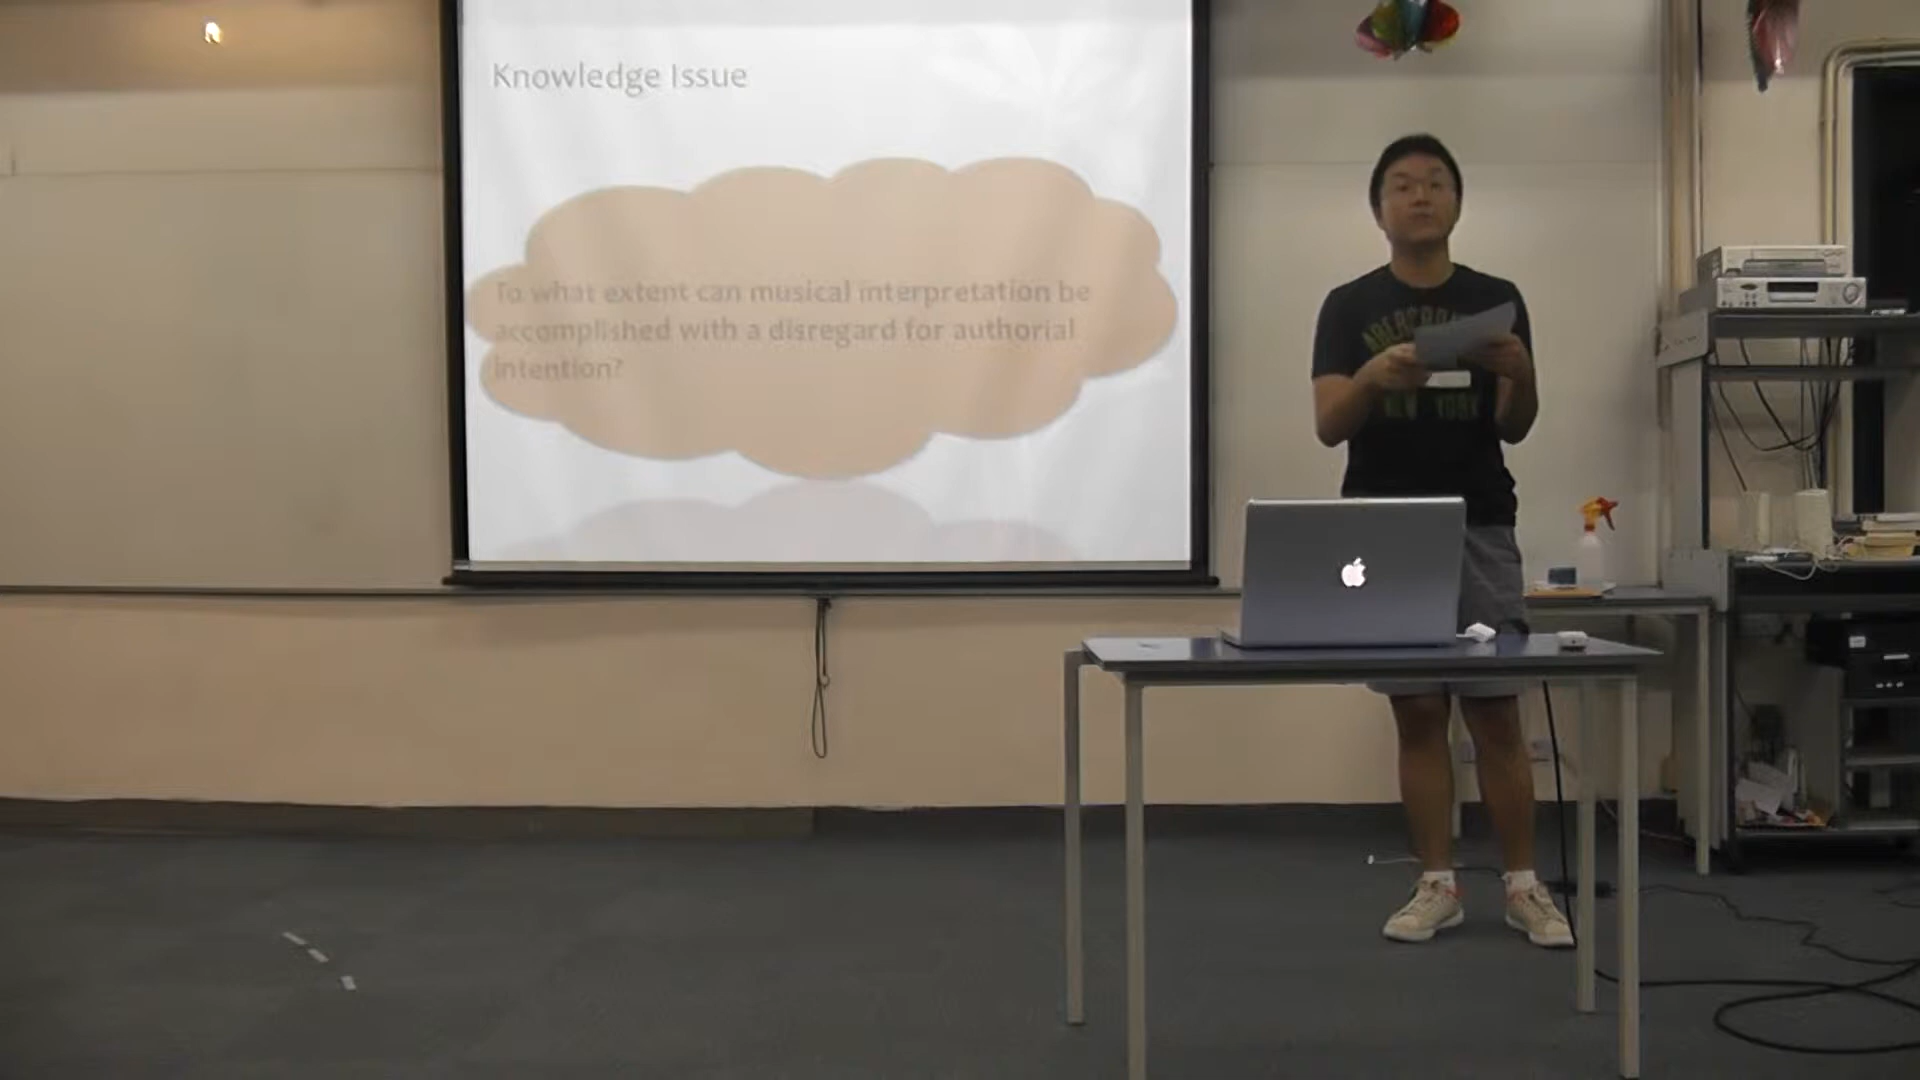 Knowledge Issue
To what extent can musical interpretation be
accomplished with a disregard for authorial
intention?
NEW YORK